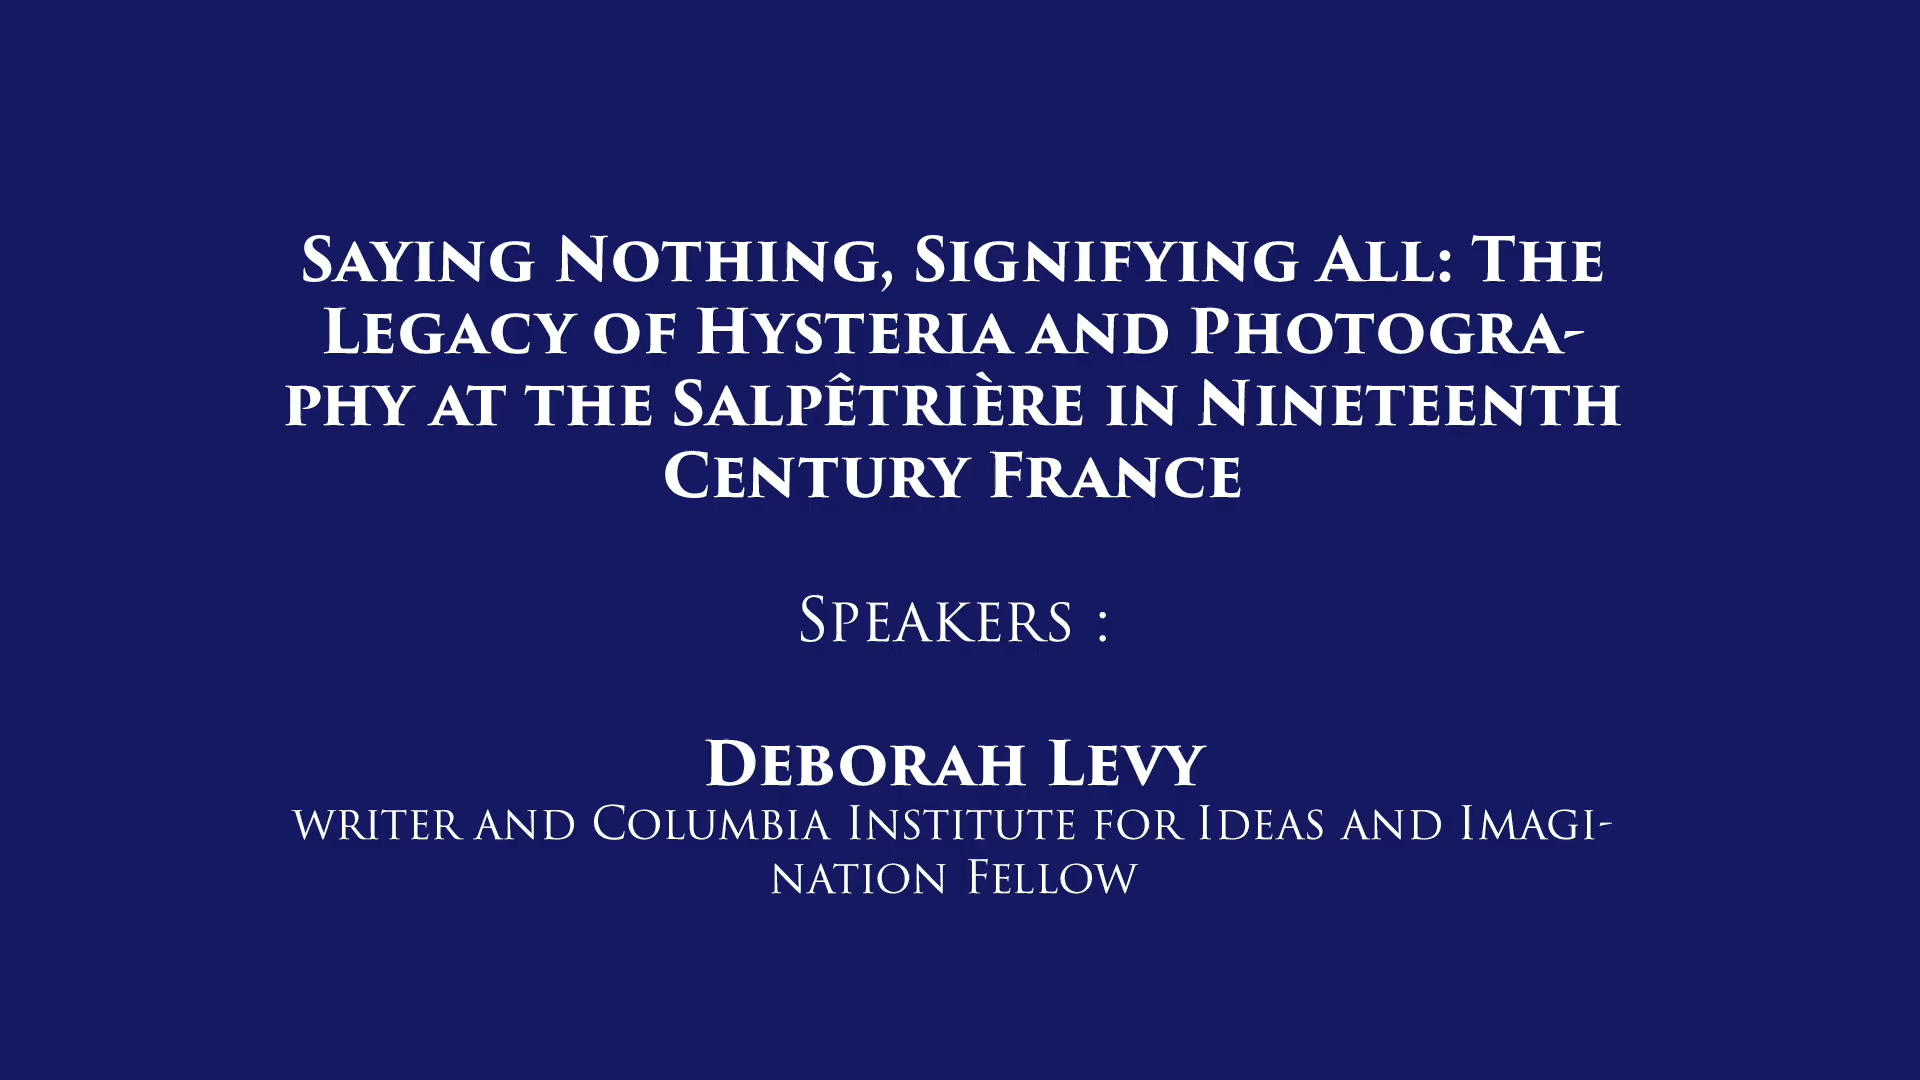 Saying Nothing, Signifying All: The
Legacy of Hysteria and Photogra-
phy at the Salpêtrière in Nineteenth
Century France
Speakers :
Deborah Levy
writer and Columbia Institute for Ideas and Imagi-
nation Fellow